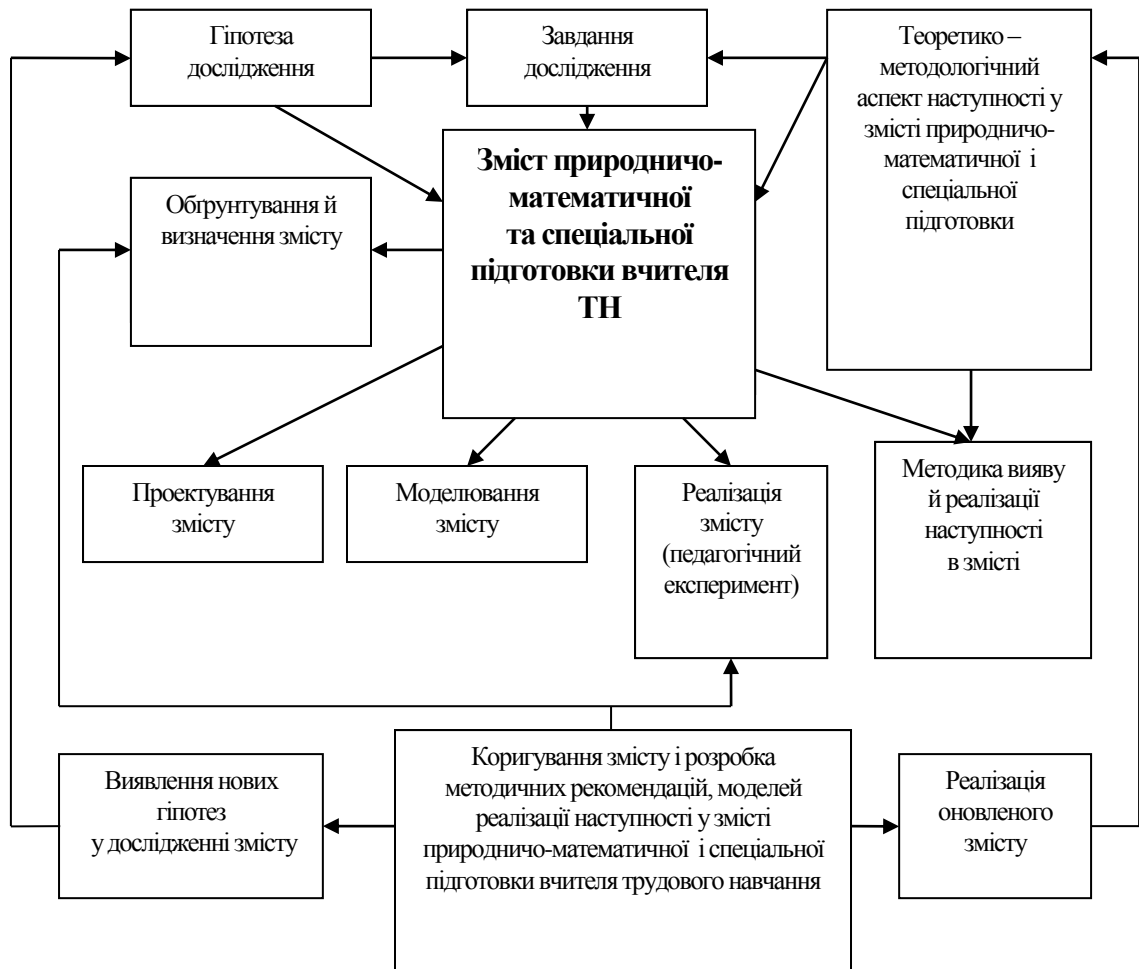 Гіпотеза
дослідження
Завдання
дослідження
Теоретико –
методологічний
аспект наступності у
змісті природничо-
математичної і
спеціальної
підготовки
Зміст природничо-
математичної
та спеціальної
підготовки вчителя
ТН
Обґрунтування й
визначення змісту
Проектування
змісту
Моделювання
змісту
Реалізація
змісту
(педагогічний
експеримент)
Методика вияву
й реалізації
наступності
в змісті
Виявлення нових
гіпотез
у дослідженні змісту
Коригування змісту і розробка
методичних рекомендацій, моделей
реалізації наступності у змісті
природничо-математичної і спеціальної
підготовки вчителя трудового навчання
Реалізація
оновленого
змісту